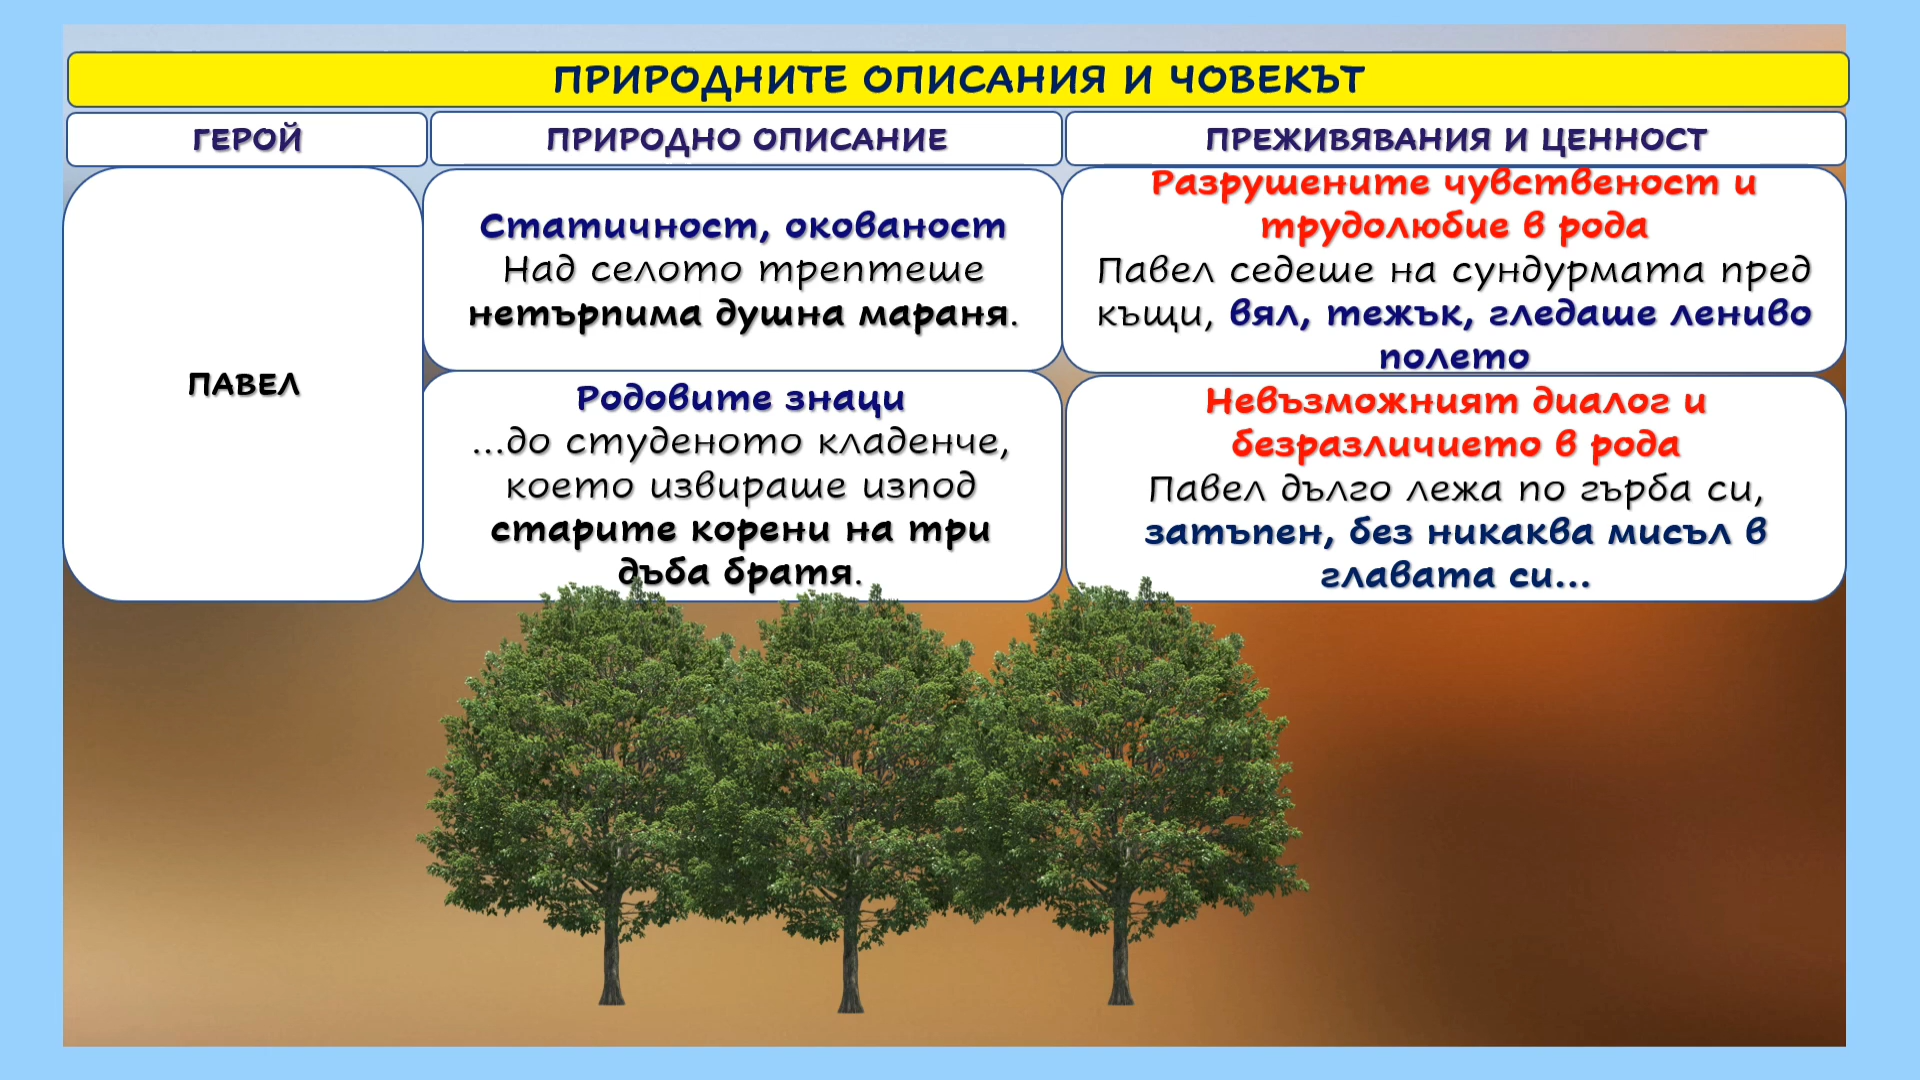 ПРИРОДНИТЕ ОПИСАНИЯ И ЧОВЕКЪТ
ГЕРОЙ
ПРИРОДНО ОПИСАНИЕ
ПРЕЖИВЯВАНИЯ И ЦЕННОСТ
ПАВЕЛ
Статичност, окованост
Над селото трептеше
нетърпима душна мараня.
Разрушените чувственост и
трудолюбие в рода
Павел седеше на сундурмата пред
къщи, вял, тежък, гледаше лениво
полето
Родовите знаци
...до студеното кладенче,
което извираше изпод
старите корени на три
дъба братя.
Невъзможният диалог и
безразличието в рода
Павел дълго лежа по гърба си,
затъпен, без никаква мисъл в
главата си...